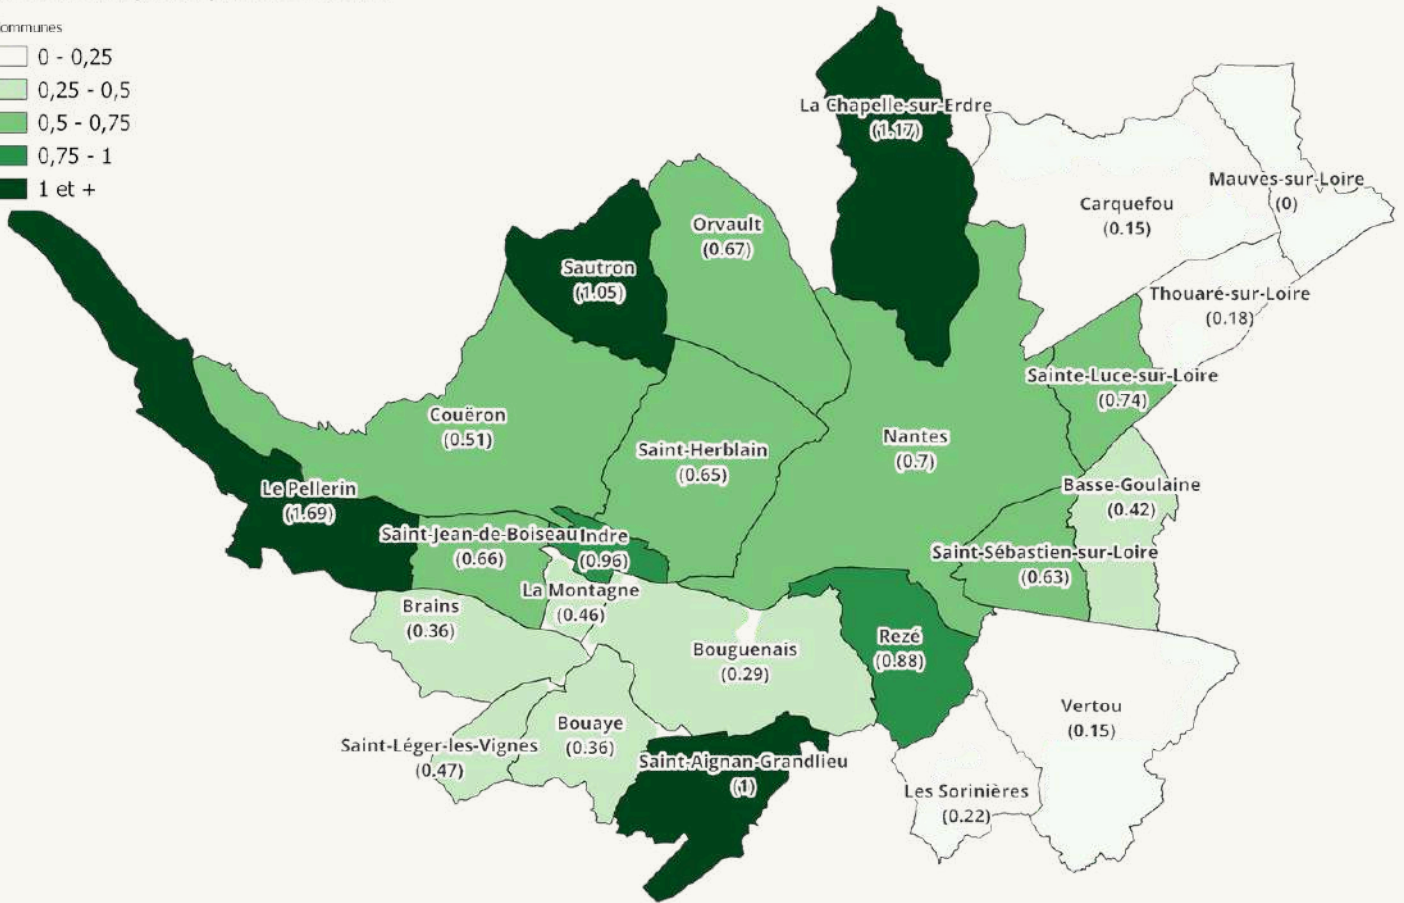 ommunes
0 - 0,25
0,25 - 0,5
0,5 - 0,75
0,75 - 1
1 et +
La Chapelle-sur-Erdre
(1.17)
Mauves-sur-Loire
(0)
Carquefou
(0.15)
Orvault
(0.67)
Sautron
(1.05)
Thouaré-sur-Loire
(0.18)
Sainte-Luce-sur-Loire
(0.74)
Couëron
(0.51)
Saint-Herblain
(0.65)
Nantes
(0.7)
Basse-Goulaine
(0.42)
Le Pellerin
(1.69)
Saint-Jean-de-Boiseau
(0.66)
Indre
(0.96)
Saint-Sébastien-sur-Loire
(0.63)
La Montagne
(0.46)
Brains
(0.36)
Bouguenais
(0.29)
Rezé
(0.88)
Vertou
(0.15)
Bouaye
(0.36)
Saint-Léger-les-Vignes
(0.47)
Saint-Aignan-Grandlieu
(1)
Les Sorinières
(0.22)